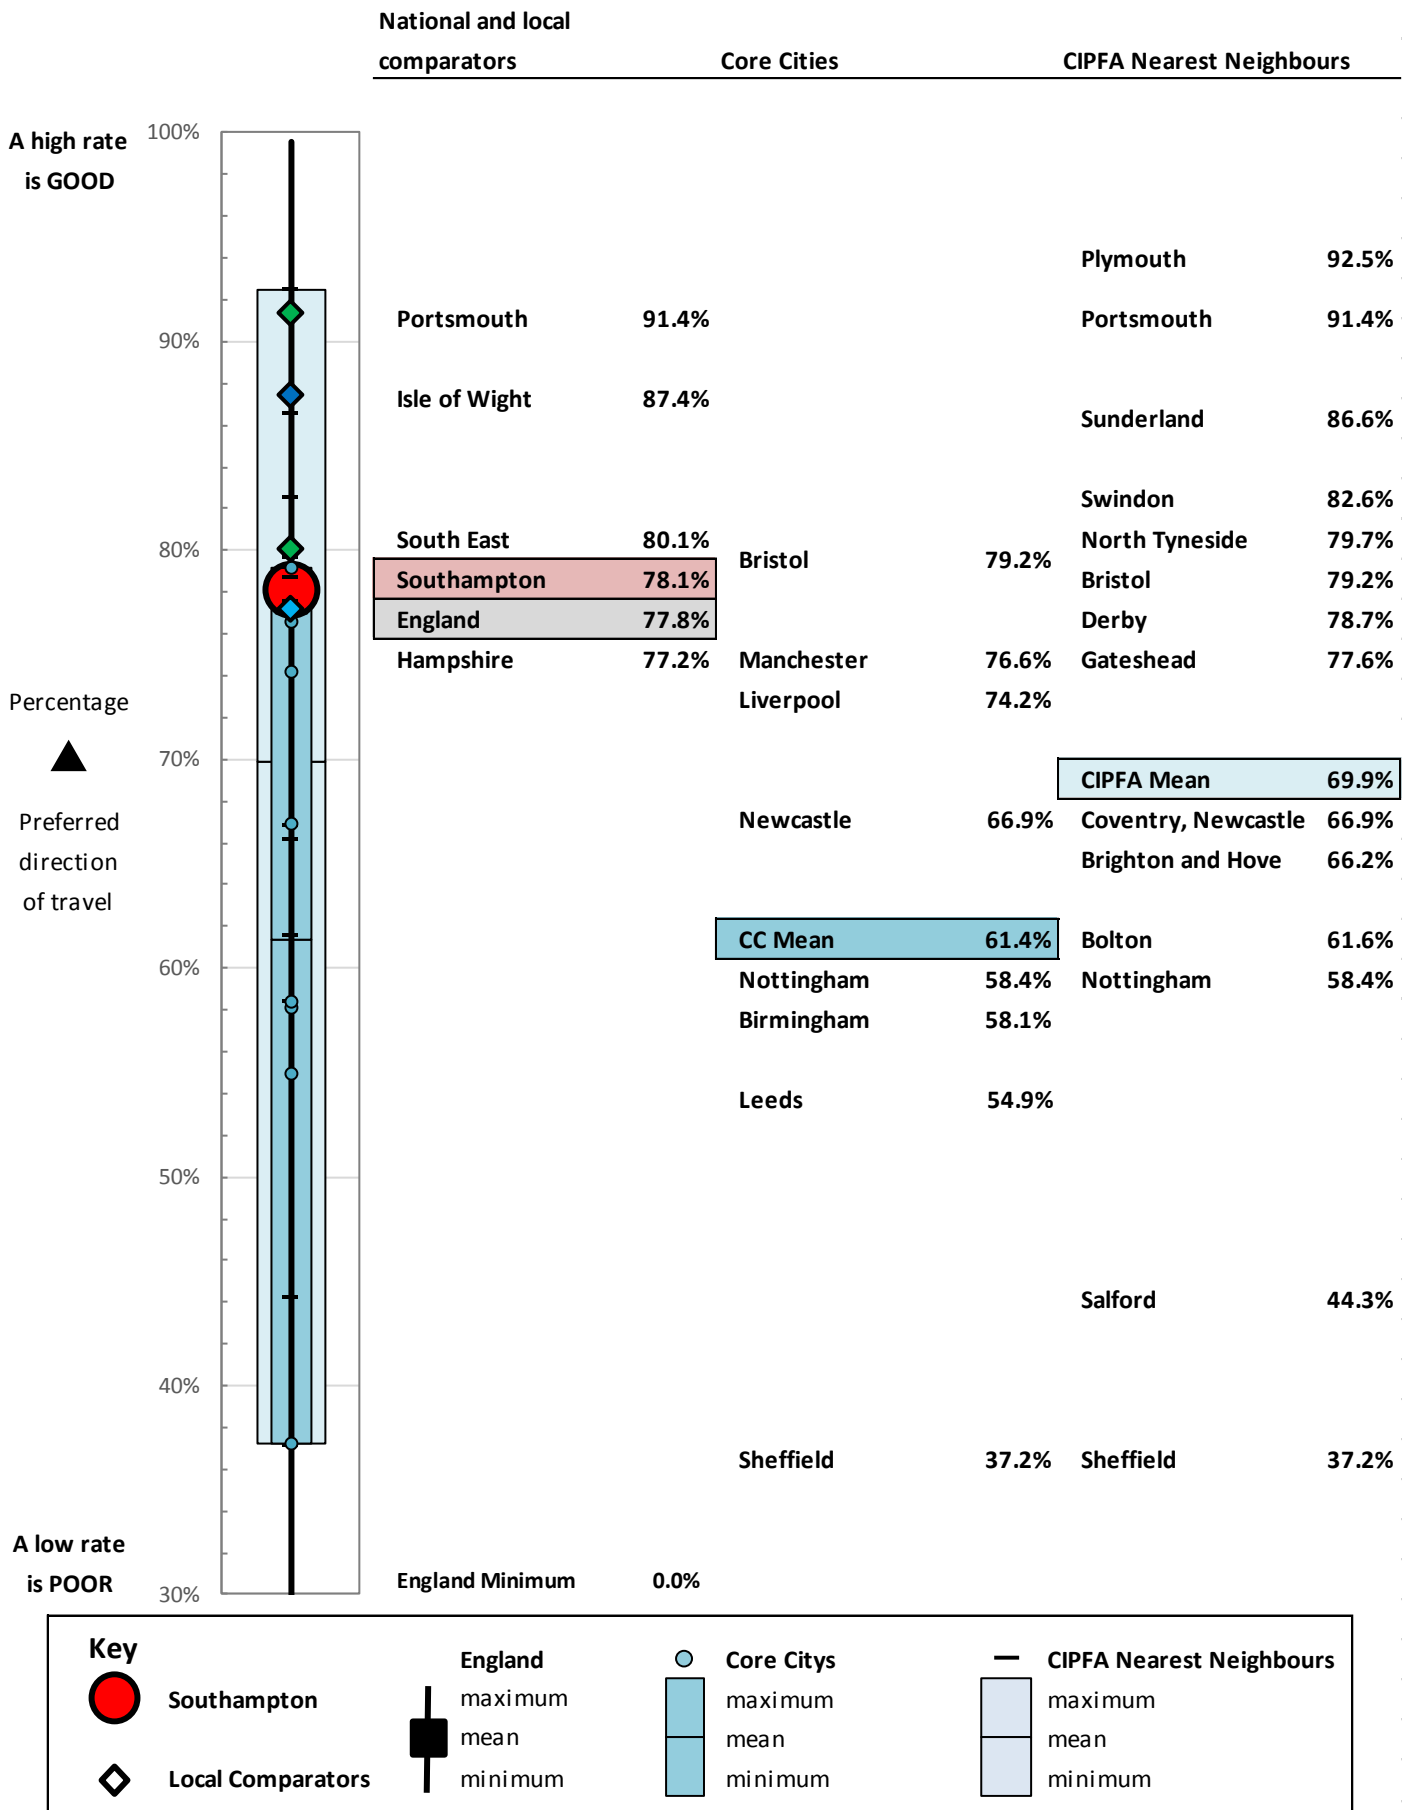 National and local
comparators Core Cities CIPFA Nearest Neighbours
A high rate
is GOOD
100%
Plymouth 92.5%
Portsmouth 91.4% Portsmouth 91.4%
90%
Isle of Wight 87.4%
Sunderland 86.6%
Swindon 82.6%
South East 80.1% North Tyneside 79.7%
80%
Bristol 79.2%
Southampton 78.1% Bristol 79.2%
England 77.8% Derby 78.7%
Hampshire 77.2% Manchester 76.6% Gateshead 77.6%
Percentage
Liverpool 74.2%
70%
CIPFA Mean 69.9%
Preferred
direction
of travel
Newcastle 66.9% Coventry, Newcastle 66.9%
Brighton and Hove 66.2%
CC Mean 61.4% Bolton 61.6%
60%
Nottingham 58.4% Nottingham 58.4%
Birmingham 58.1%
Leeds 54.9%
50%
Salford 44.3%
40%
Sheffield 37.2% Sheffield 37.2%
A low rate
is POOR
30%
England Minimum 0.0%
Key
Southampton
Local Comparators
England
maximum
mean
minimum
Core Citys
maximum
mean
minimum
CIPFA Nearest Neighbours
maximum
mean
minimum